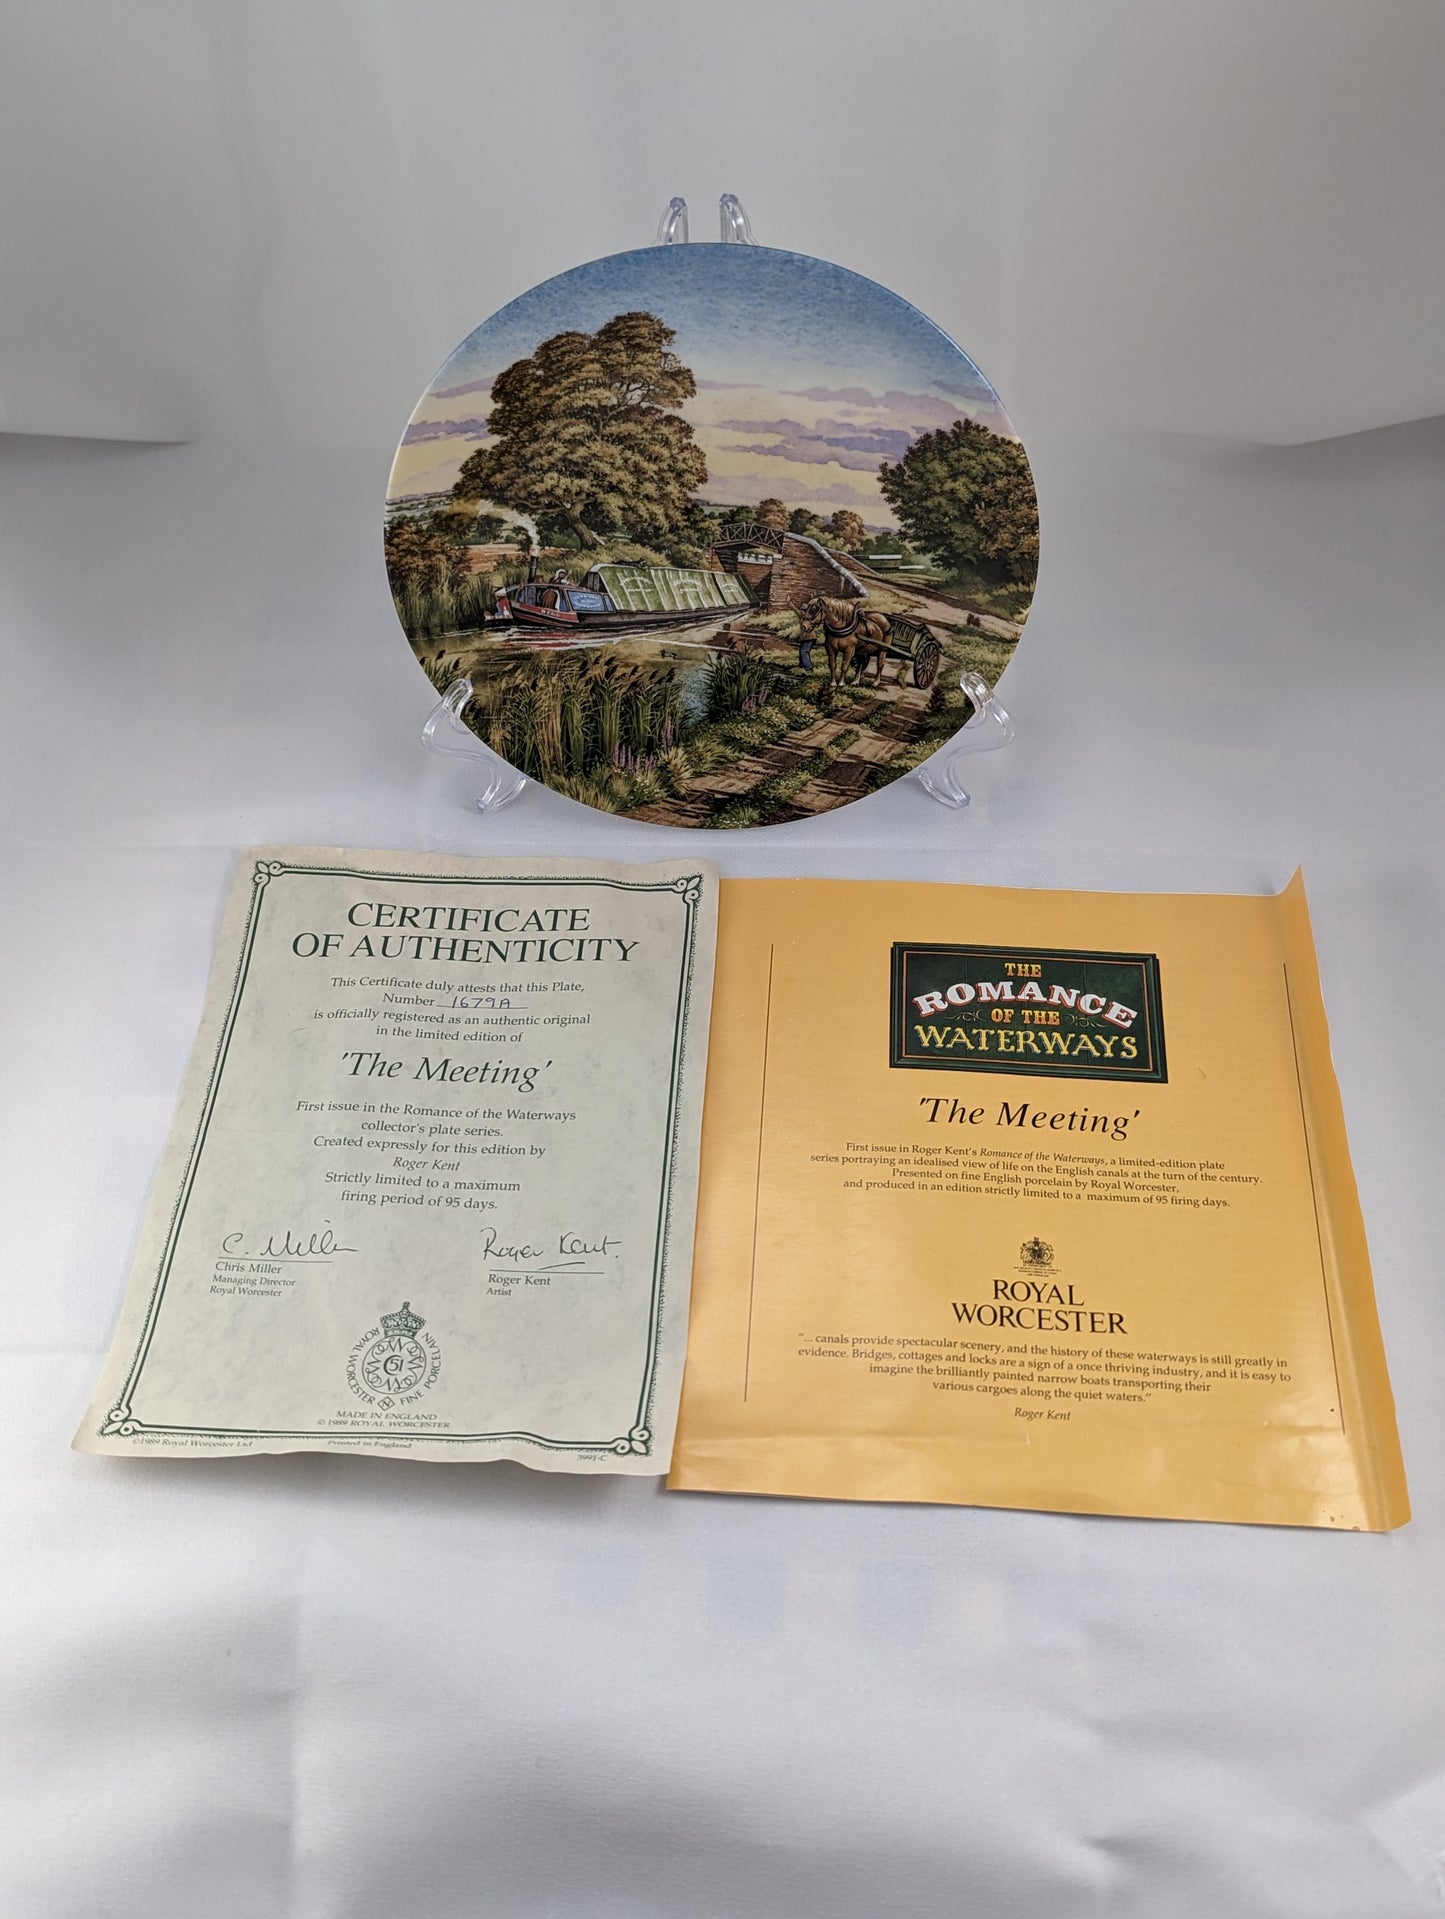 CERTIFICATE
OF AUTHENTICITY
This Certificate duly attests that this Plate,
Number 1679A
is officially registered as an authentic original
in the limited edition of
'The Meeting'
First issue in the Romance of the Waterways
collector's plate series.
Created expressly for this edition by
Roger Kent
Strictly limited to a maximum
firing period of 95 days.
C. Miller
Chris Miller
Managing Director
Royal Worcester
Roger Kent.
Roger Kent
Artist
ROYAL WORCESTER FINE PORCELAIN
51
MADE IN ENGLAND
© 1989 ROYAL WORCESTER
©1989 Royal Worcester Ltd
Printed in England
3991-C
THE
ROMANCE
OF THE
WATERWAYS
'The Meeting'
First issue in Roger Kent's Romance of the Waterways, a limited-edition plate
series portraying an idealised view of life on the English canals at the turn of the century.
Presented on fine English porcelain by Royal Worcester,
and produced in an edition strictly limited to a maximum of 95 firing days.
ROYAL
WORCESTER
"... canals provide spectacular scenery, and the history of these waterways is still greatly in
evidence. Bridges, cottages and locks are a sign of a once thriving industry, and it is easy to
imagine the brilliantly painted narrow boats transporting their
various cargoes along the quiet waters."
Roger Kent